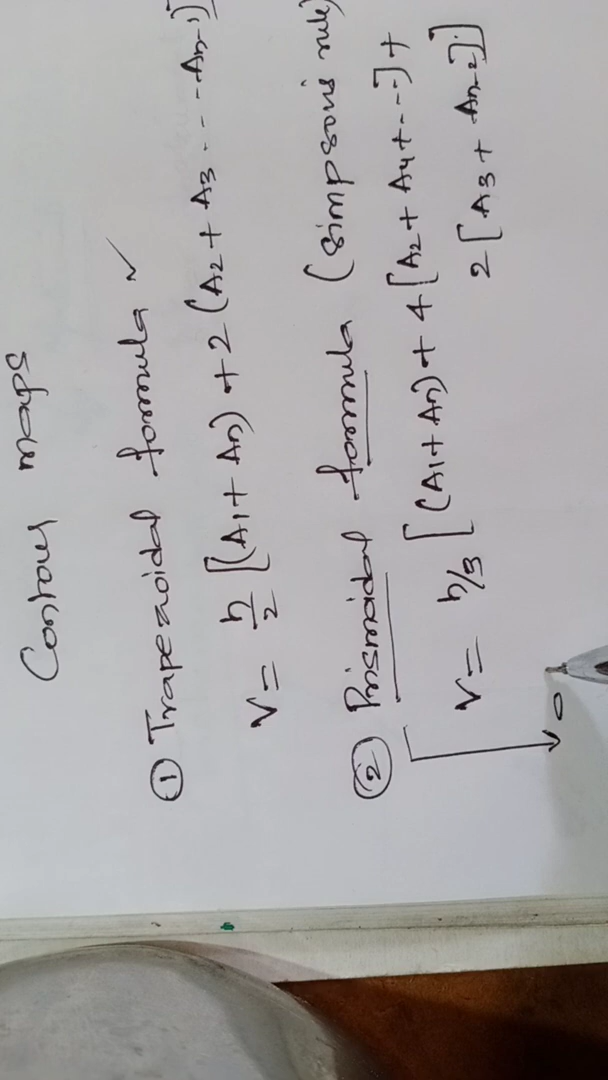 Contour maps
① Trapezoidal formula ✓
V = h/2 [(A1 + An) + 2 (A2 + A3 - - - An-1)]
② Prismoidal formula (simpson's rule)
V = h/3 [(A1 + An) + 4 [A2 + A4 + - - -] +
2 [A3 + An-2]]